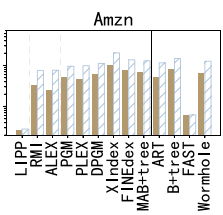 Amzn
LIPP
RMI
ALEX
PGM
PLEX
DPGM
XIndex
FINEdex
MAB+tree
ART
B+tree
FAST
Wormhole